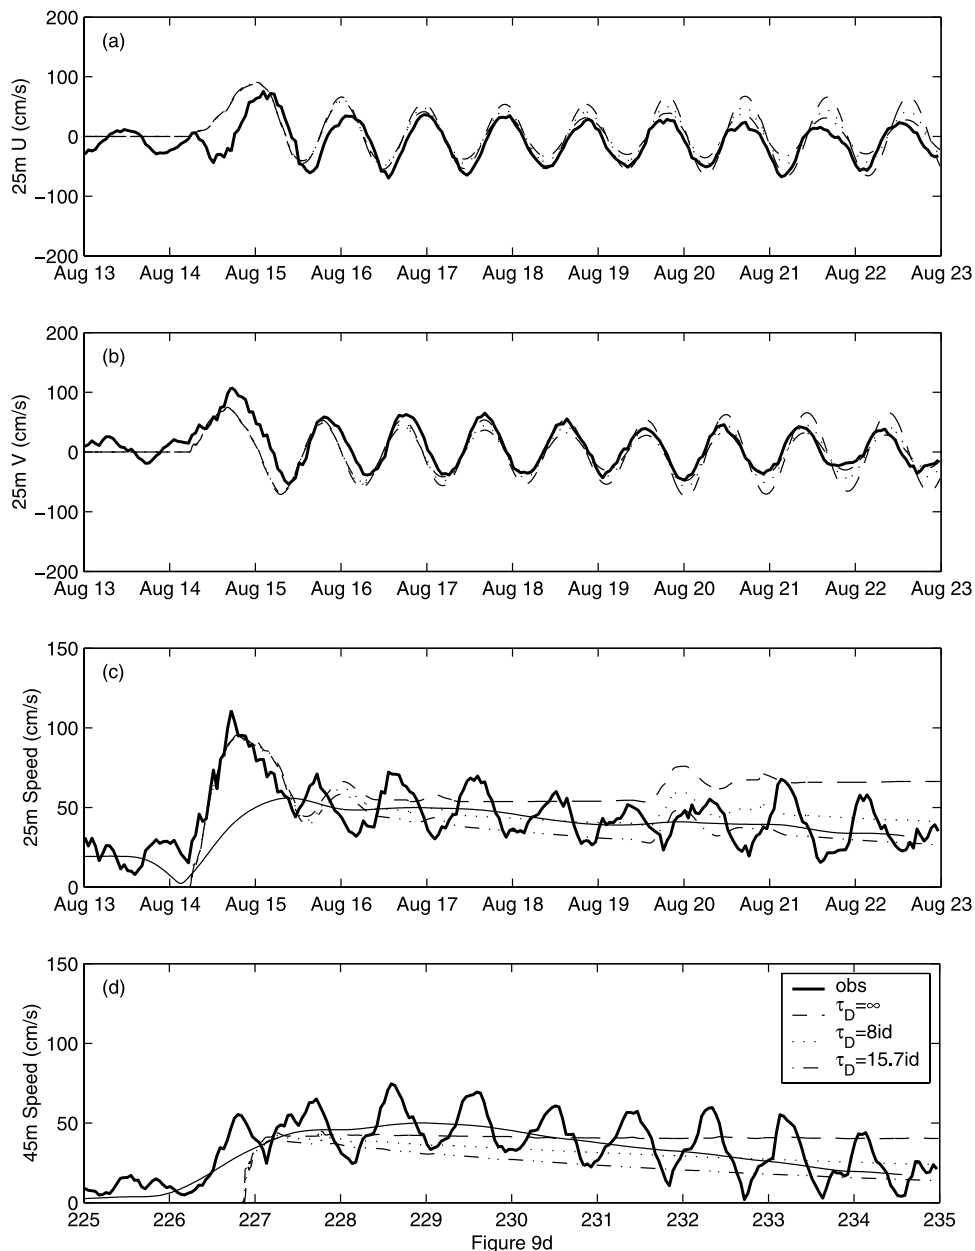 200
(a)
100
0
−100
−200
25m U (cm/s)
Aug 13 Aug 14 Aug 15 Aug 16 Aug 17 Aug 18 Aug 19 Aug 20 Aug 21 Aug 22 Aug 23
200
(b)
100
0
−100
−200
25m V (cm/s)
Aug 13 Aug 14 Aug 15 Aug 16 Aug 17 Aug 18 Aug 19 Aug 20 Aug 21 Aug 22 Aug 23
150
(c)
100
50
0
25m Speed (cm/s)
Aug 13 Aug 14 Aug 15 Aug 16 Aug 17 Aug 18 Aug 19 Aug 20 Aug 21 Aug 22 Aug 23
150
(d)
100
50
0
45m Speed (cm/s)
obs
τD=∞
τD=8id
τD=15.7id
225 226 227 228 229 230 231 232 233 234 235
Figure 9d